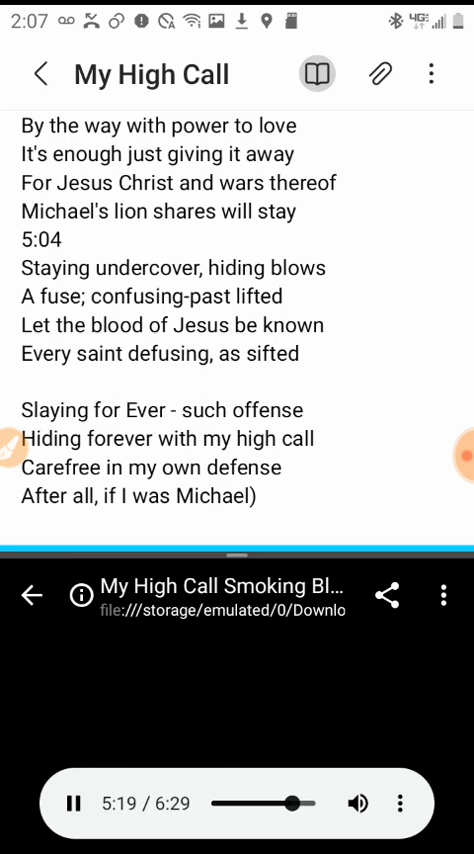 2:07
4GE
My High Call
By the way with power to love
It's enough just giving it away
For Jesus Christ and wars thereof
Michael's lion shares will stay
5:04
Staying undercover, hiding blows
A fuse; confusing-past lifted
Let the blood of Jesus be known
Every saint defusing, as sifted
Slaying for Ever - such offense
Hiding forever with my high call
Carefree in my own defense
After all, if I was Michael)
My High Call Smoking Bl...
file:///storage/emulated/0/Downlo
5:19 / 6:29